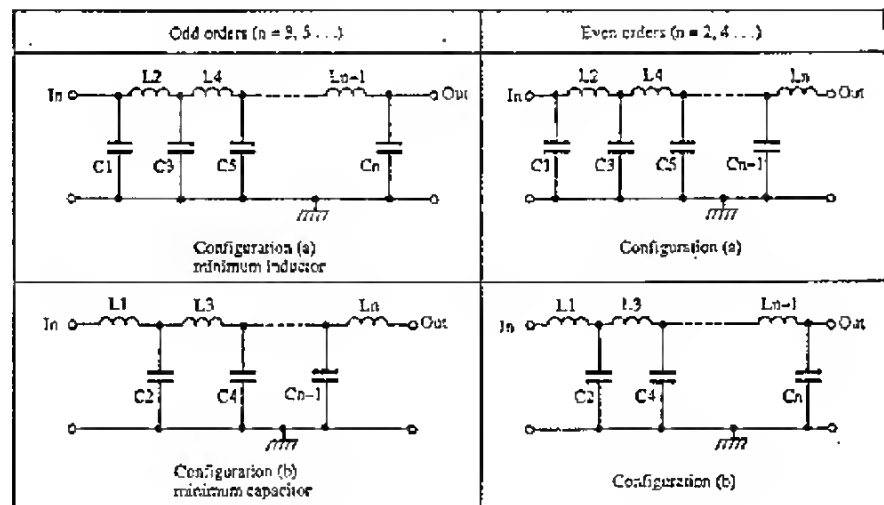 Odd orders (n = 3, 5 . . .)
Even orders (n = 2, 4 . . .)
L2 L4 Ln-1
In Out
C1 C3 C5 Cn
Configuration (a)
minimum inductor
L2 L4 Ln
In Out
C1 C3 C5 Cn-1
Configuration (a)
L1 L3 Ln
In Out
C2 C4 Cn-1
Configuration (b)
minimum capacitor
L1 L3 Ln-1
In Out
C2 C4 Cn
Configuration (b)